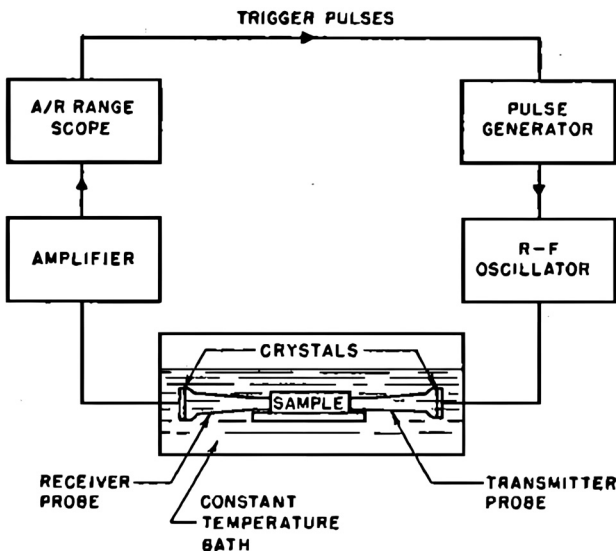 TRIGGER PULSES
A/R RANGE
SCOPE
PULSE
GENERATOR
AMPLIFIER
R-F
OSCILLATOR
CRYSTALS
SAMPLE
RECEIVER
PROBE
CONSTANT
TEMPERATURE
BATH
TRANSMITTER
PROBE